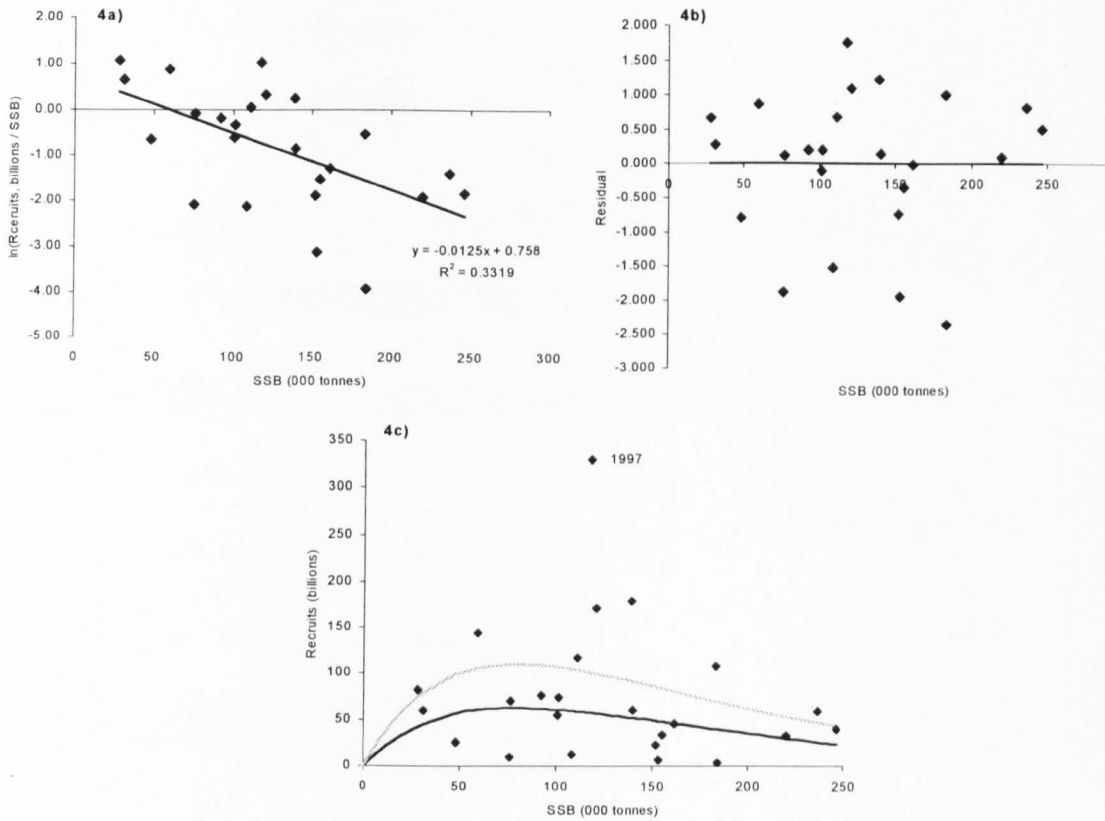 4a)
2.00
1.00
0.00
-1.00
-2.00
-3.00
-4.00
-5.00
ln(Rceruits, billions / SSB)
y = -0.0125x + 0.758
R² = 0.3319
0 50 100 150 200 250 300
SSB (000 tonnes)
4b)
2.000
1.500
1.000
0.500
0.000
-0.500
-1.000
-1.500
-2.000
-2.500
-3.000
Residual
0 50 100 150 200 250
SSB (000 tonnes)
4c)
350
300
250
200
150
100
50
0
Recruits (billions)
1997
0 50 100 150 200 250
SSB (000 tonnes)